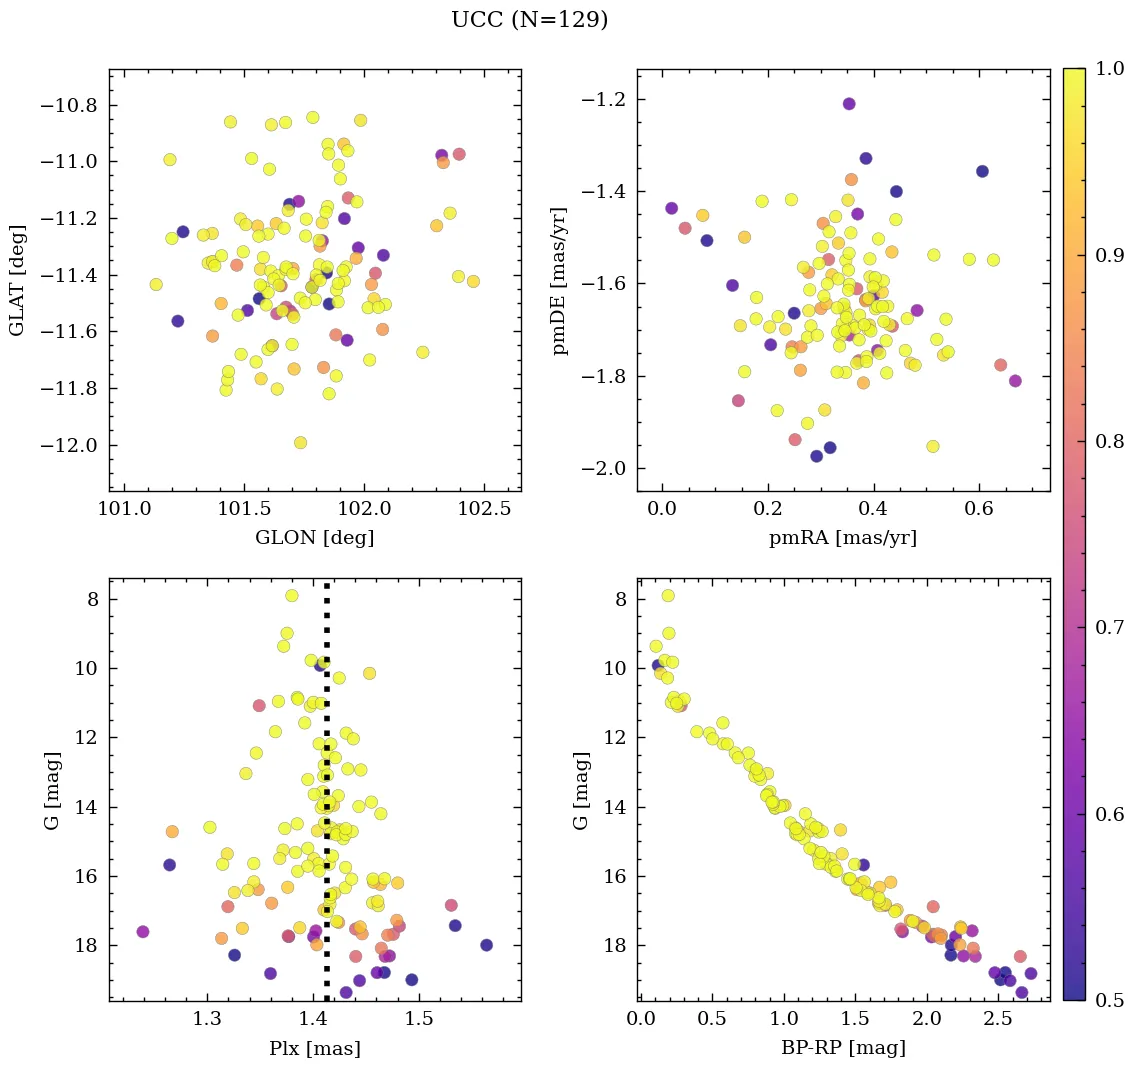 UCC (N=129)
−10.8
−11.0
−11.2
−11.4
−11.6
−11.8
−12.0
GLAT [deg]
101.0 101.5 102.0 102.5
GLON [deg]
−1.2
−1.4
−1.6
−1.8
−2.0
pmDE [mas/yr]
0.0 0.2 0.4 0.6
pmRA [mas/yr]
8
10
12
14
16
18
G [mag]
1.3 1.4 1.5
Plx [mas]
8
10
12
14
16
18
G [mag]
0.0 0.5 1.0 1.5 2.0 2.5
BP-RP [mag]
1.0
0.9
0.8
0.7
0.6
0.5